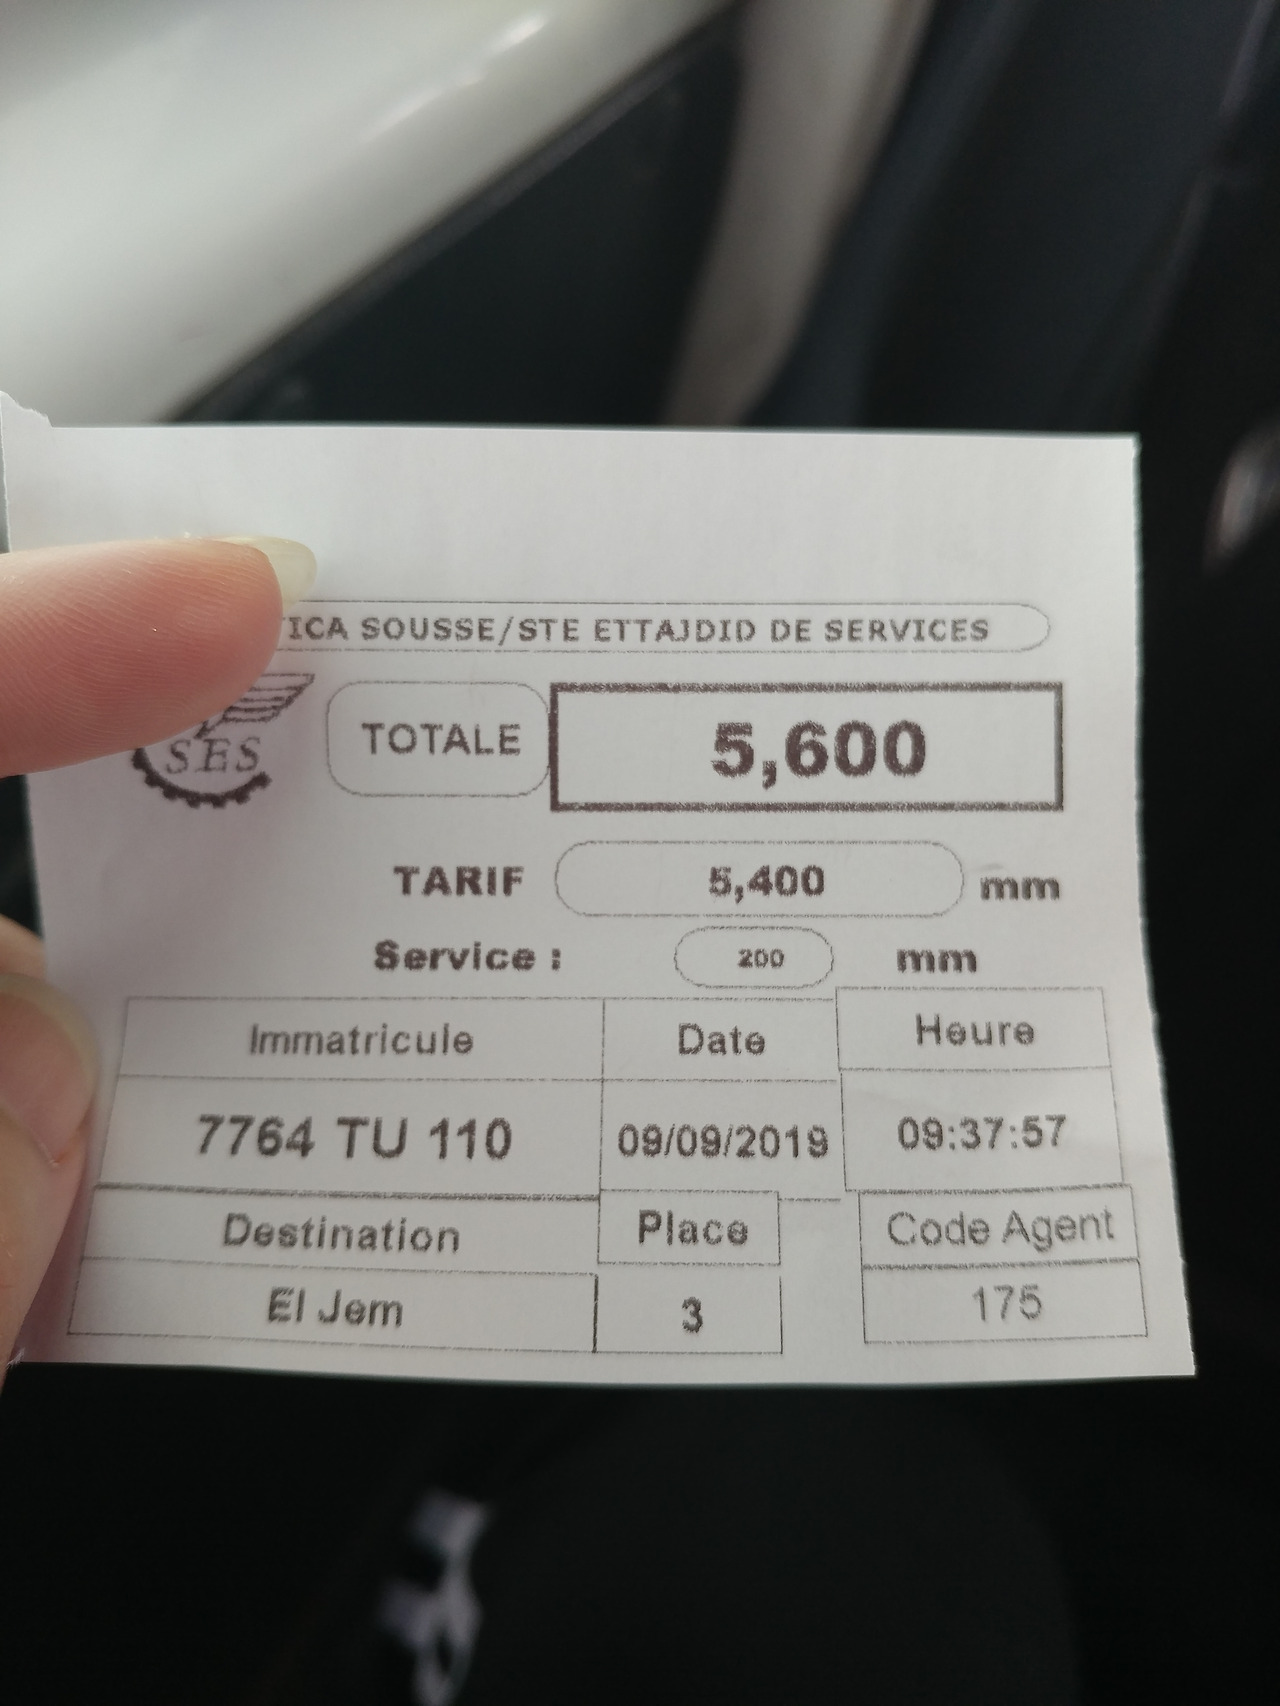 SOUSSE/STE ETTAJDID DE SERVICES
SES
TOTALE 5,600
TARIF 5,400 mm
Service : 200 mm
Immatricule Date Heure
7764 TU 110 09/09/2019 09:37:57
Destination Place Code Agent
El Jem 3 175